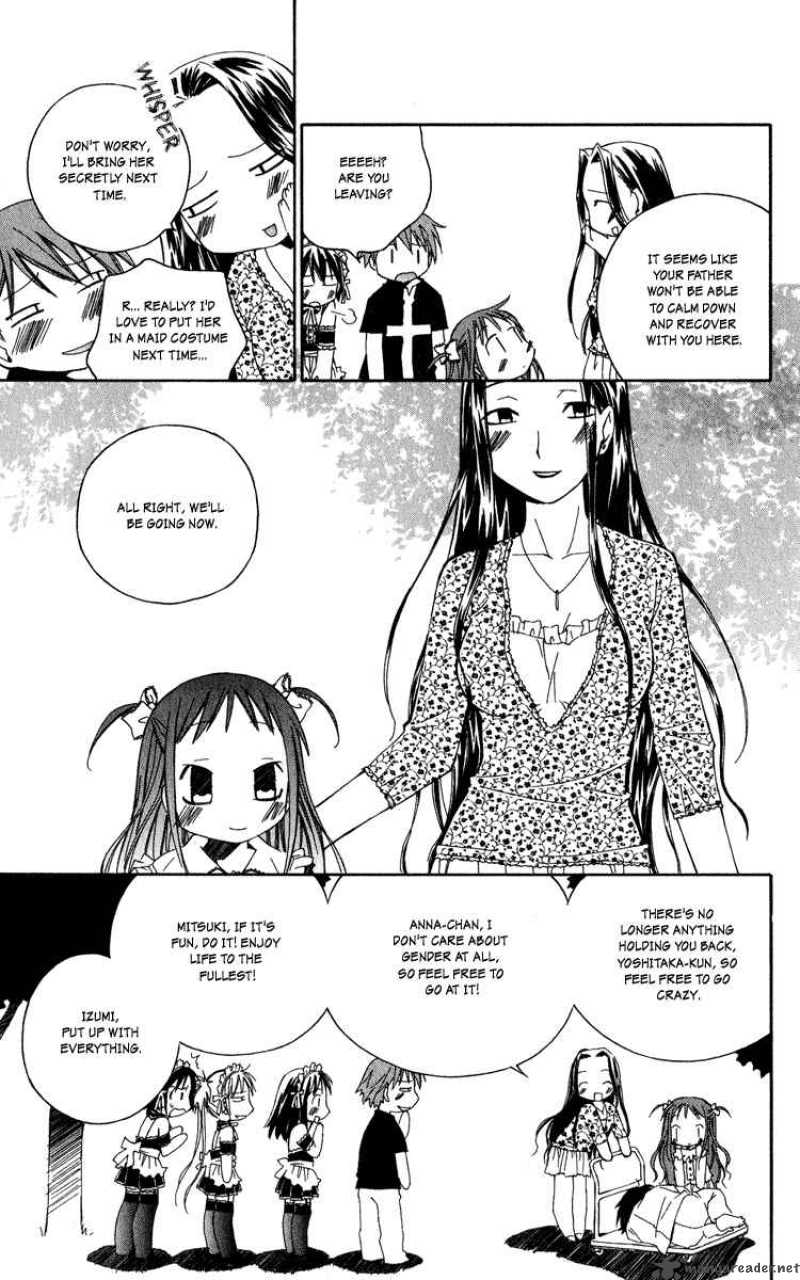 EEEEH?
ARE YOU
LEAVING?
IT SEEMS LIKE
YOUR FATHER
WON'T BE ABLE
TO CALM DOWN
AND RECOVER
WITH YOU HERE.
WHISPER
DON'T WORRY,
I'LL BRING HER
SECRETLY NEXT
TIME.
R... REALLY? I'D
LOVE TO PUT HER
IN A MAID COSTUME
NEXT TIME...
ALL RIGHT, WE'LL
BE GOING NOW.
THERE'S NO
LONGER ANYTHING
HOLDING YOU BACK,
YOSHITAKA-KUN,
SO FEEL FREE TO GO
CRAZY.
ANNA-CHAN, I
DON'T CARE ABOUT
GENDER AT ALL,
SO FEEL FREE TO
GO AT IT!
MITSUKI, IF IT'S
FUN, DO IT! ENJOY
LIFE TO THE
FULLEST!
IZUMI,
PUT UP WITH
EVERYTHING.
mangareader.net